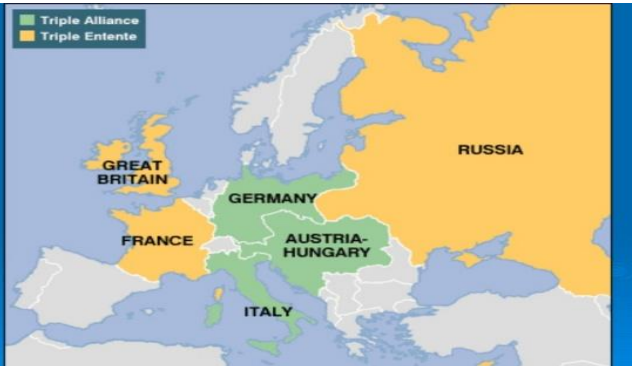 Triple Alliance
Triple Entente
GREAT
BRITAIN
RUSSIA
GERMANY
FRANCE
AUSTRIA-
HUNGARY
ITALY